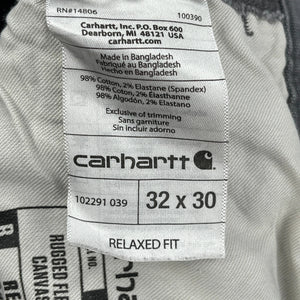 RN#14806 100390
Carhartt, Inc. P.O. Box 600
Dearborn, MI 48121 USA
carhartt.com
Made in Bangladesh
Fabriqué au Bangladesh
Hecho en Bangladesh
98% Cotton, 2% Elastane (Spandex)
98% Coton, 2% Élasthanne
98% Algodón, 2% Elastano
Exclusive of trimming
Sans garniture
Sin incluir adorno
carhartt
102291 039 32 x 30
RELAXED FIT
RUGGED FLE
CANVAS